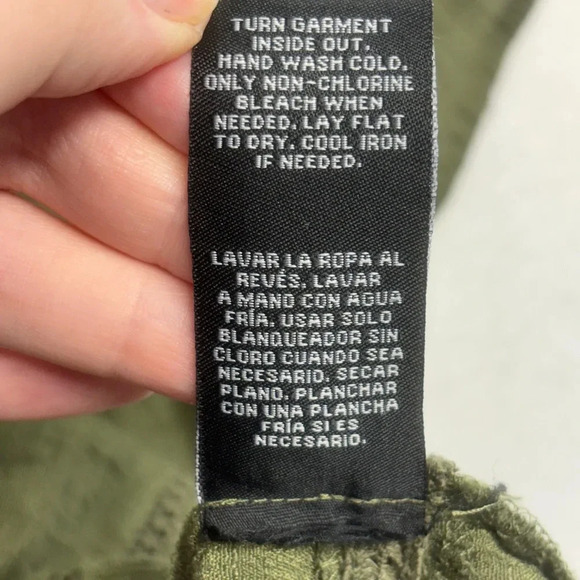 TURN GARMENT
INSIDE OUT.
HAND WASH COLD.
ONLY NON-CHLORINE
BLEACH WHEN
NEEDED. LAY FLAT
TO DRY. COOL IRON
IF NEEDED.
LAVAR LA ROPA AL
REVÉS. LAVAR
A MANO CON AGUA
FRÍA. USAR SOLO
BLANQUEADOR SIN
CLORO CUANDO SEA
NECESARIO. SECAR
PLANO. PLANCHAR
CON UNA PLANCHA
FRÍA SI ES
NECESARIO.